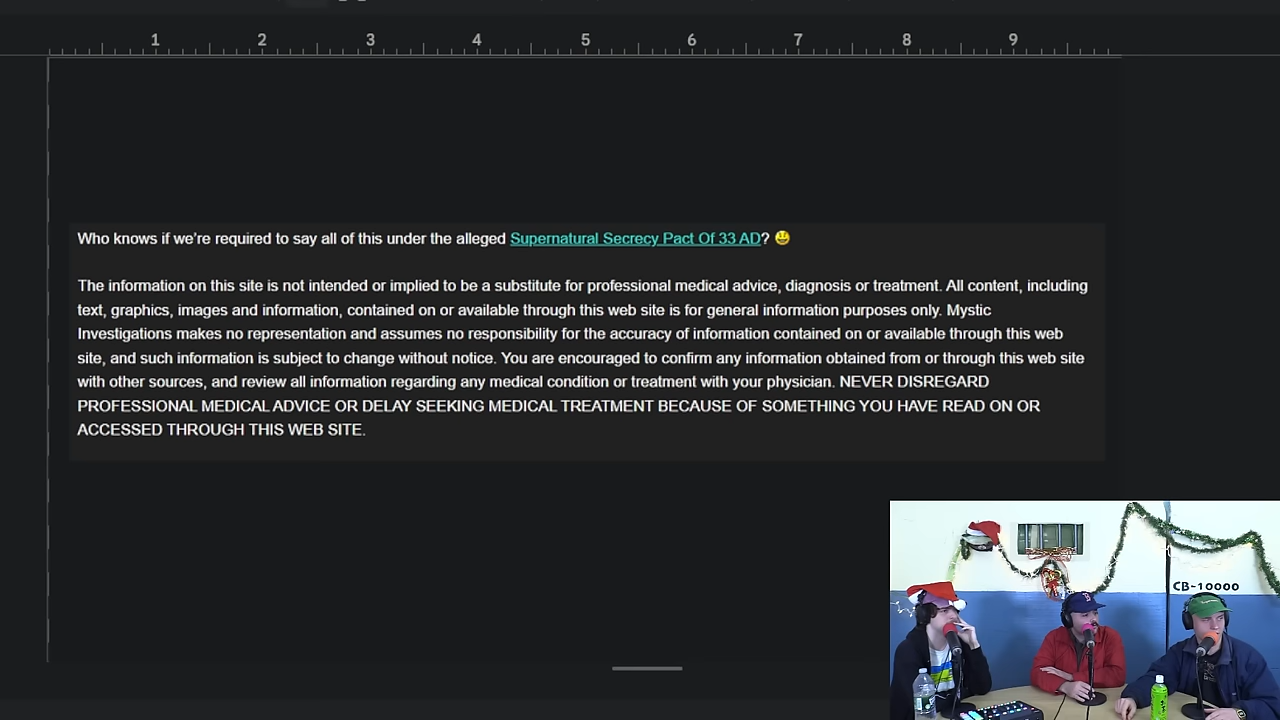 1 2 3 4 5 6 7 8 9
Who knows if we're required to say all of this under the alleged Supernatural Secrecy Pact Of 33 AD? 😃
The information on this site is not intended or implied to be a substitute for professional medical advice, diagnosis or treatment. All content, including
text, graphics, images and information, contained on or available through this web site is for general information purposes only. Mystic
Investigations makes no representation and assumes no responsibility for the accuracy of information contained on or available through this web
site, and such information is subject to change without notice. You are encouraged to confirm any information obtained from or through this web site
with other sources, and review all information regarding any medical condition or treatment with your physician. NEVER DISREGARD
PROFESSIONAL MEDICAL ADVICE OR DELAY SEEKING MEDICAL TREATMENT BECAUSE OF SOMETHING YOU HAVE READ ON OR
ACCESSED THROUGH THIS WEB SITE.
CB-10000